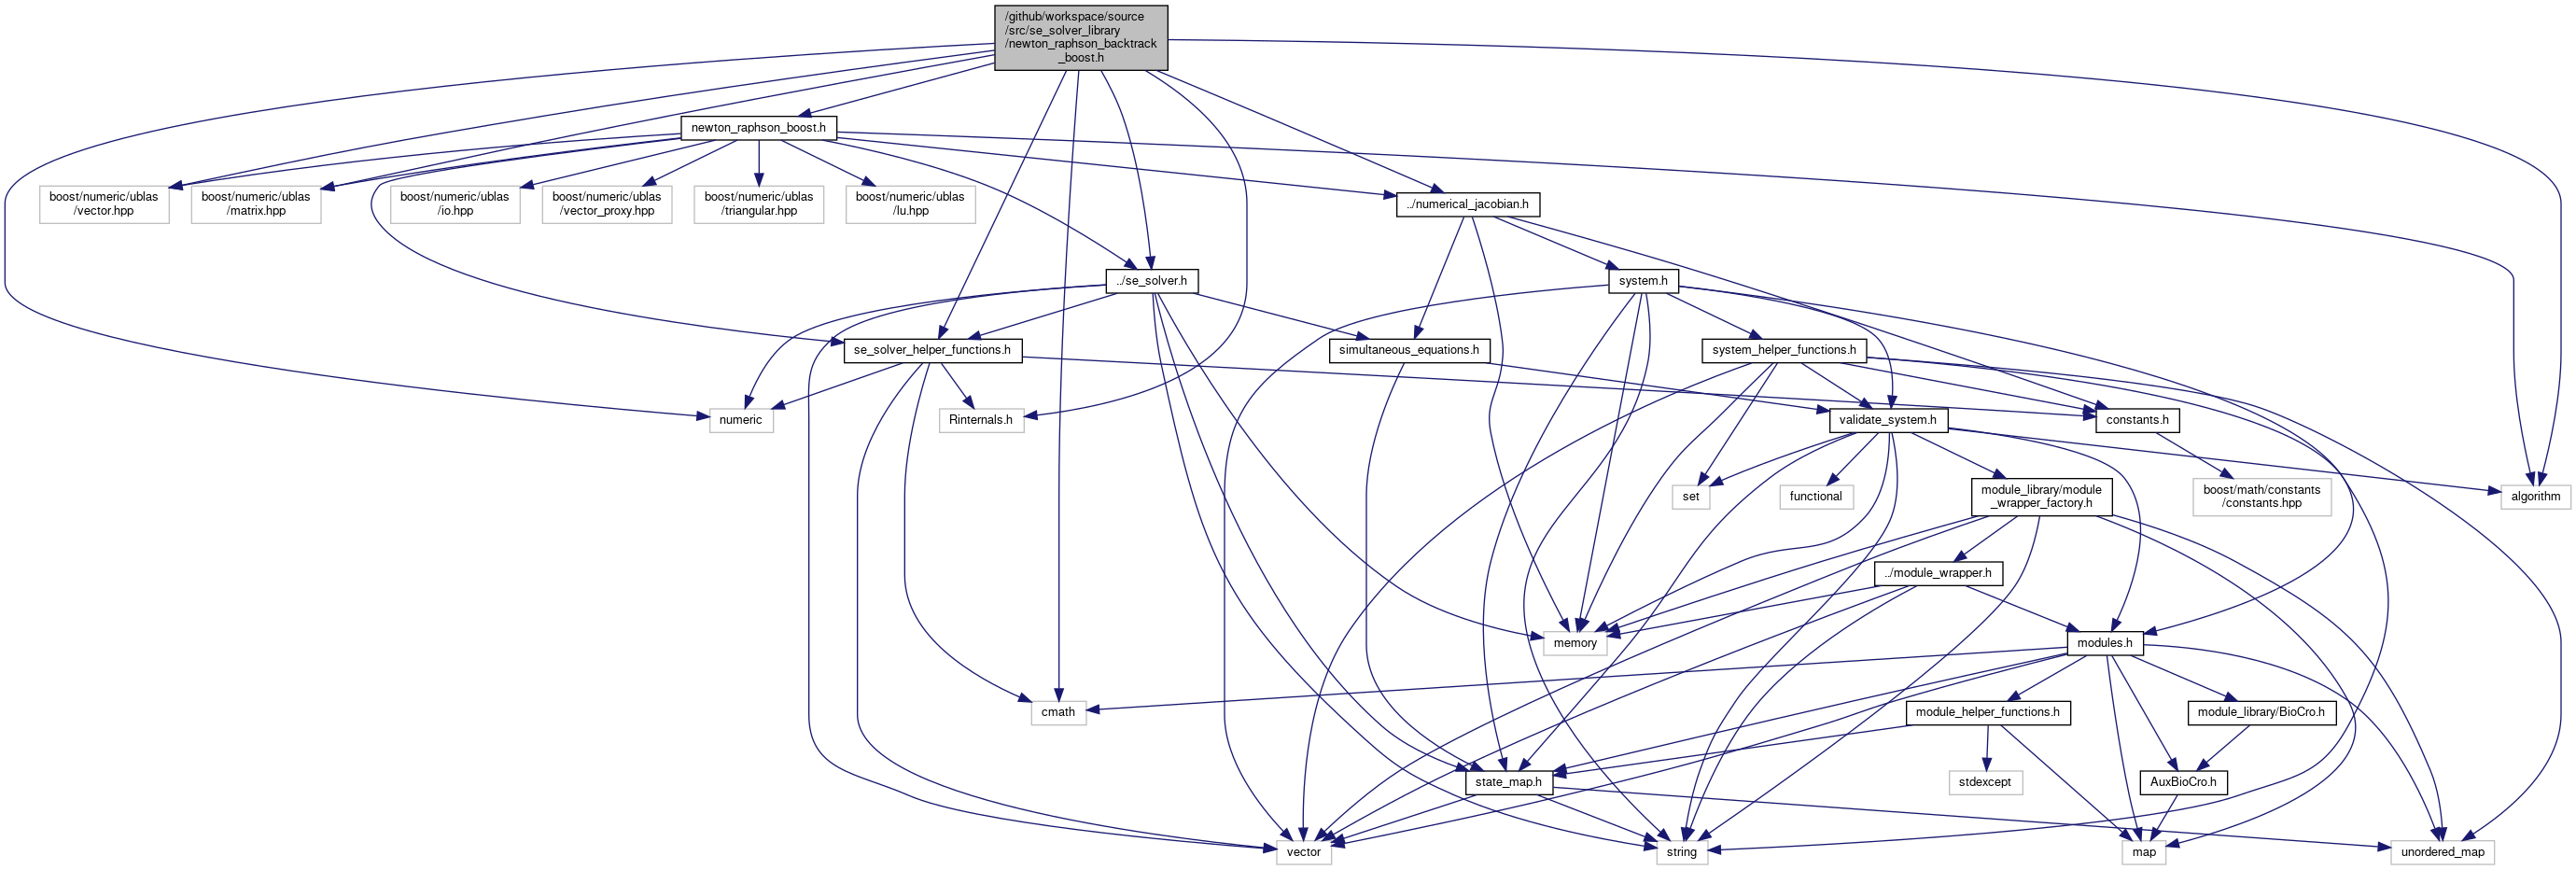 /github/workspace/source
/src/se_solver_library
/newton_raphson_backtrack
_boost.h
newton_raphson_boost.h
boost/numeric/ublas
/vector.hpp
boost/numeric/ublas
/matrix.hpp
boost/numeric/ublas
/io.hpp
boost/numeric/ublas
/vector_proxy.hpp
boost/numeric/ublas
/triangular.hpp
boost/numeric/ublas
/lu.hpp
../numerical_jacobian.h
../se_solver.h
system.h
se_solver_helper_functions.h
simultaneous_equations.h
system_helper_functions.h
numeric
Rinternals.h
validate_system.h
constants.h
set
functional
module_library/module
_wrapper_factory.h
boost/math/constants
/constants.hpp
algorithm
../module_wrapper.h
memory
modules.h
cmath
module_helper_functions.h
module_library/BioCro.h
state_map.h
stdexcept
AuxBioCro.h
vector
string
map
unordered_map